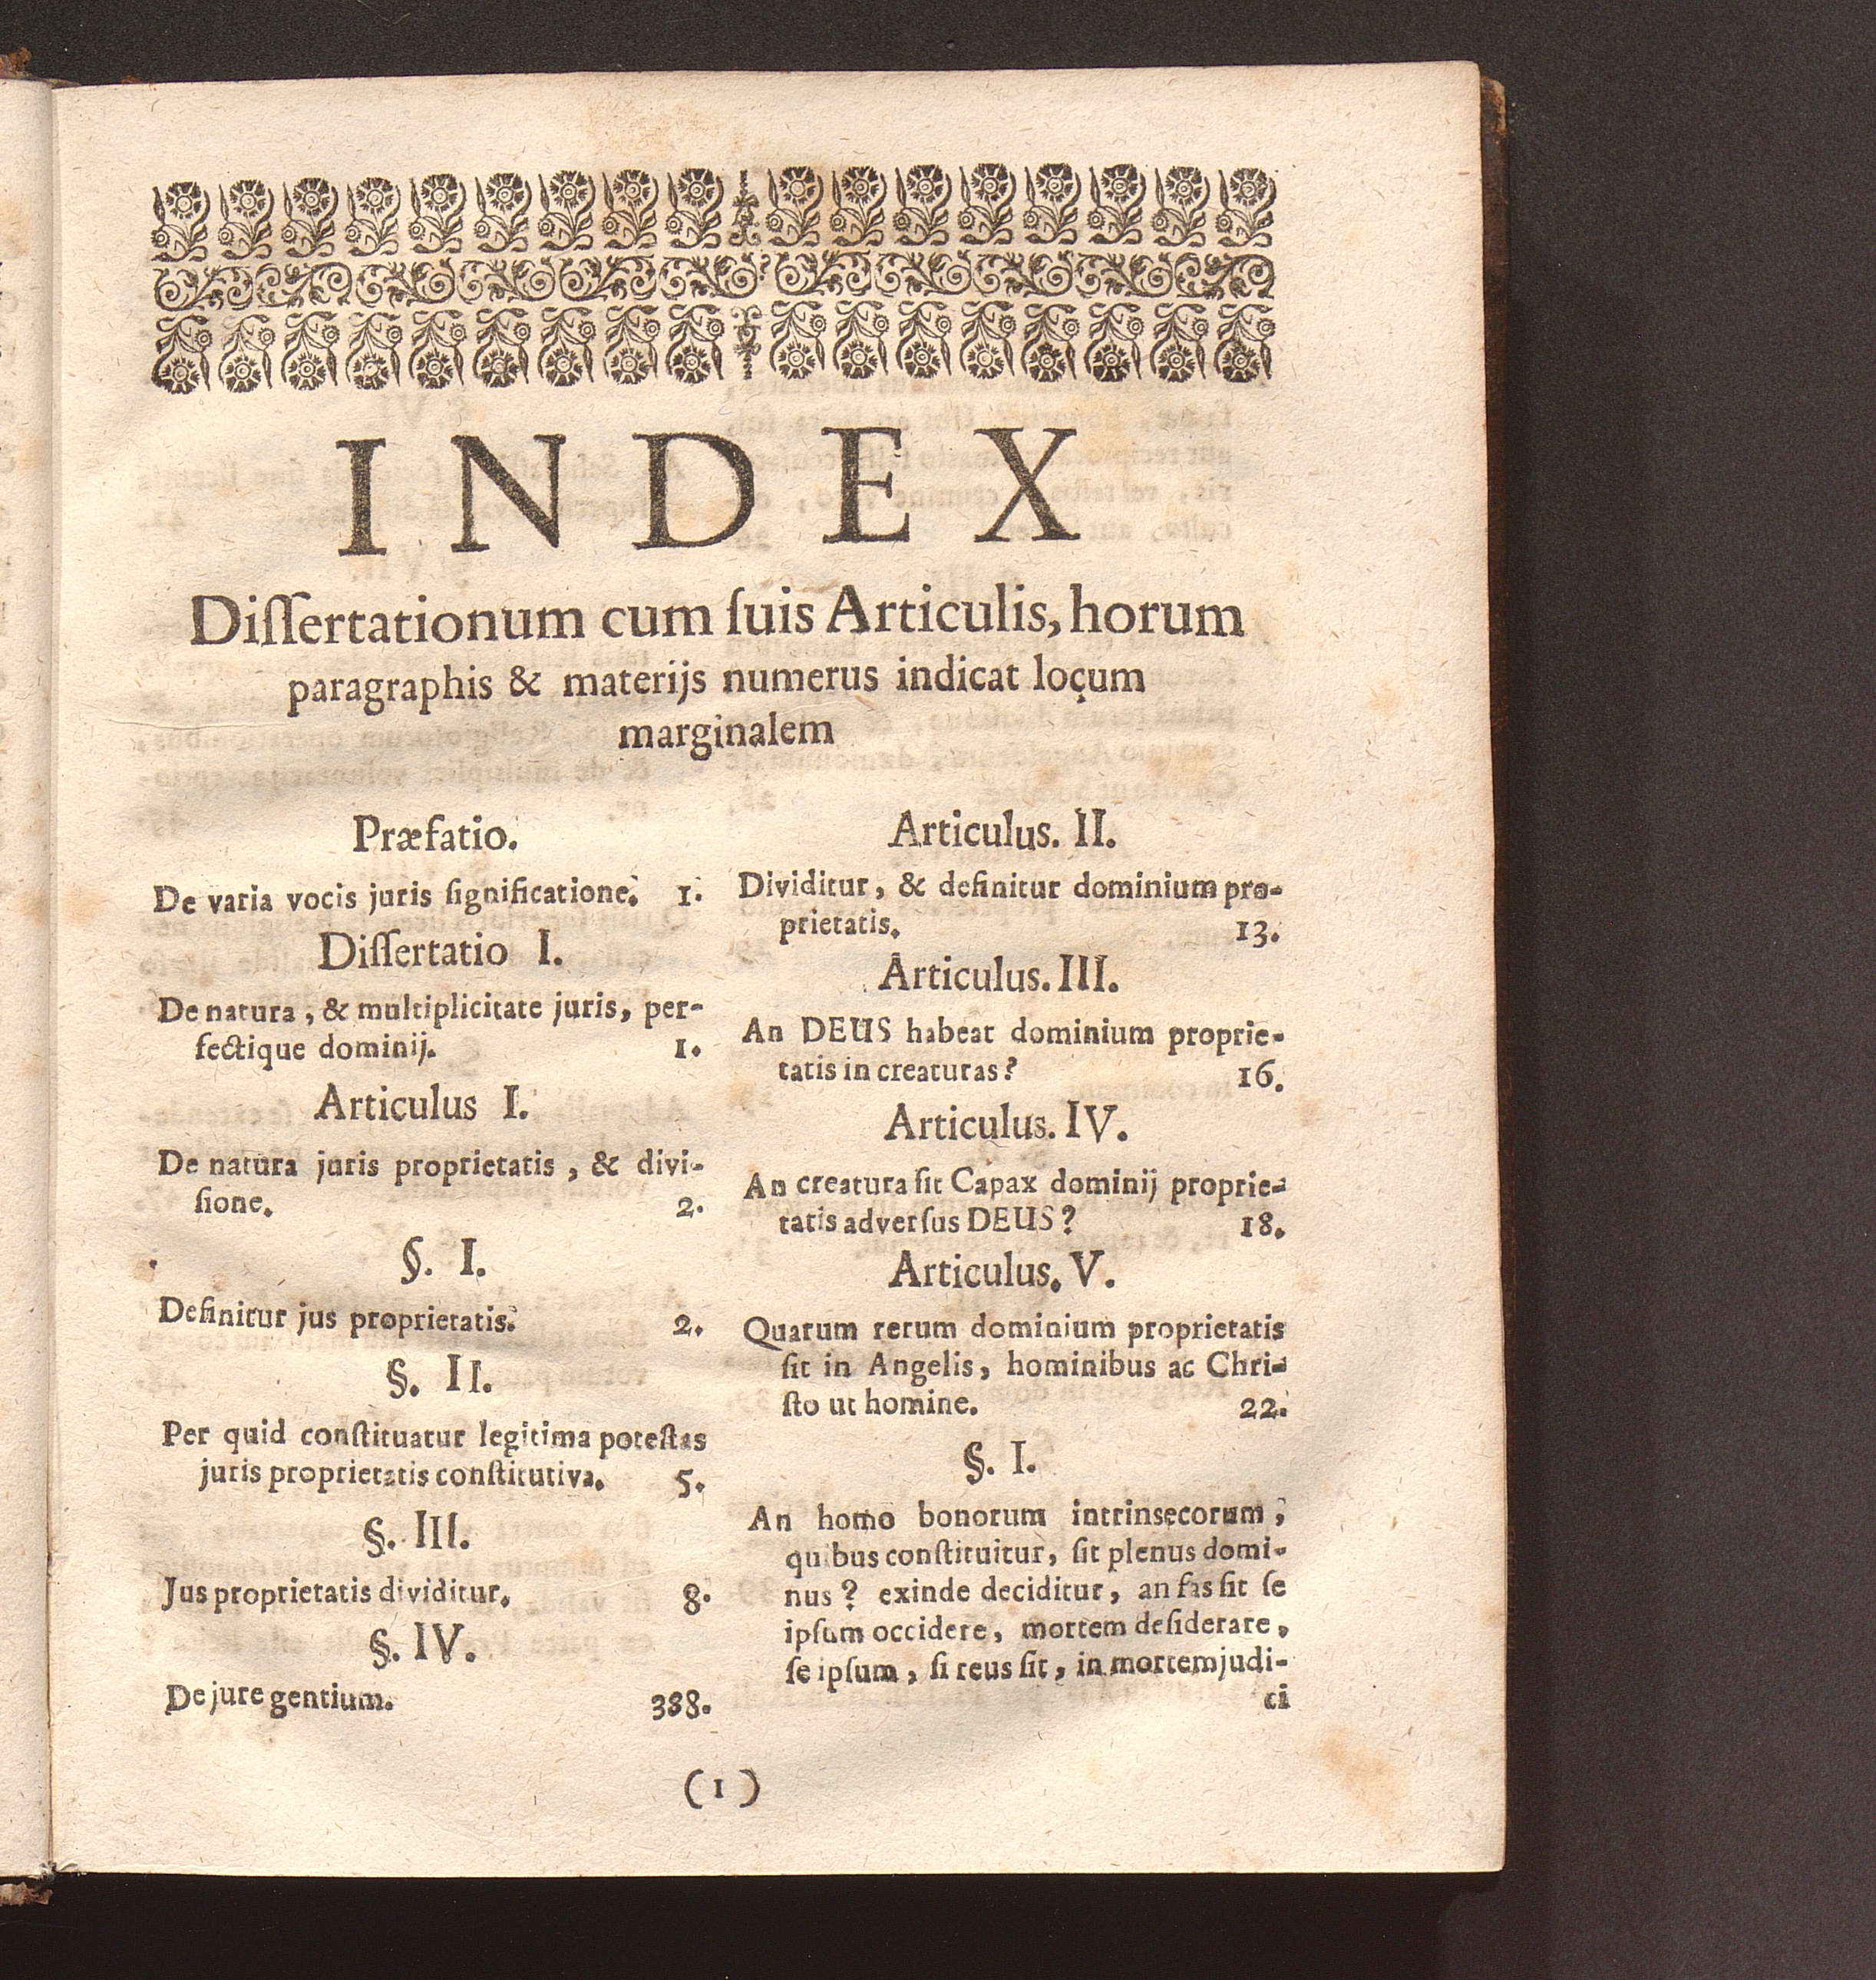 INDEX
Diſſertationum cum ſuis Articulis, horum
paragraphis & materijs numerus indicat loçum
marginalem
Præfatio.
De varia vocis juris ſignificatione. 1.
Diſſertatio I.
De natura, & multiplicitate juris, per-
fectique dominij. 1.
Articulus I.
De natura juris proprietatis, & divi-
ſione. 2.
§. I.
Definitur jus proprietatis. 2.
§. II.
Per quid conſtituatur legitima poteſtas
juris proprietatis conſtitutiva. 5.
§. III.
Jus proprietatis dividitur. 8.
§. IV.
De jure gentium. 388.
Articulus. II.
Dividitur, & definitur dominium pro-
prietatis. 13.
Articulus. III.
An DEUS habeat dominium proprie-
tatis in creaturas? 16.
Articulus. IV.
An creatura ſit Capax dominij proprie-
tatis adverſus DEUS? 18.
Articulus. V.
Quarum rerum dominium proprietatis
ſit in Angelis, hominibus ac Chri-
ſto ut homine. 22.
§. I.
An homo bonorum intrinsecorum,
quibus conſtituitur, ſit plenus domi-
nus? exinde deciditur, an fas ſit ſe
ipſum occidere, mortem deſiderare,
ſe ipſum, ſi reus ſit, in mortem judi-
ci
(1)